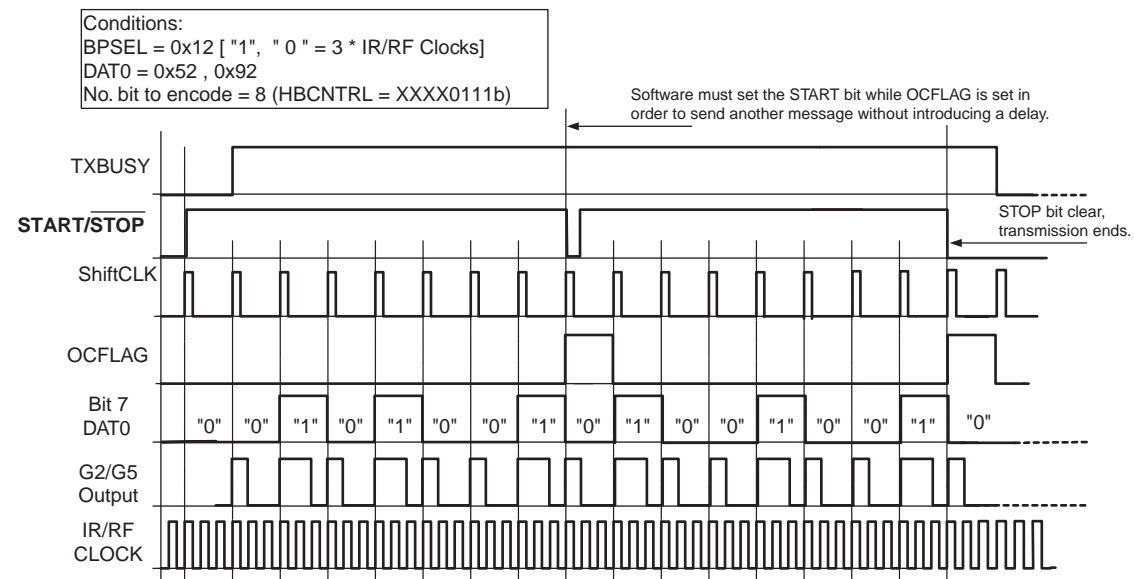 Conditions:
BPSEL = 0x12 [ "1", " 0 " = 3 * IR/RF Clocks]
DAT0 = 0x52 , 0x92
No. bit to encode = 8 (HBCNTRL = XXXX0111b)
Software must set the START bit while OCFLAG is set in
order to send another message without introducing a delay.
TXBUSY
START/STOP
STOP bit clear,
transmission ends.
ShiftCLK
OCFLAG
Bit 7
DAT0
"0" "0" "1" "0" "1" "0" "0" "1" "0" "1" "0" "0" "1" "0" "0" "1" "0"
G2/G5
Output
IR/RF
CLOCK